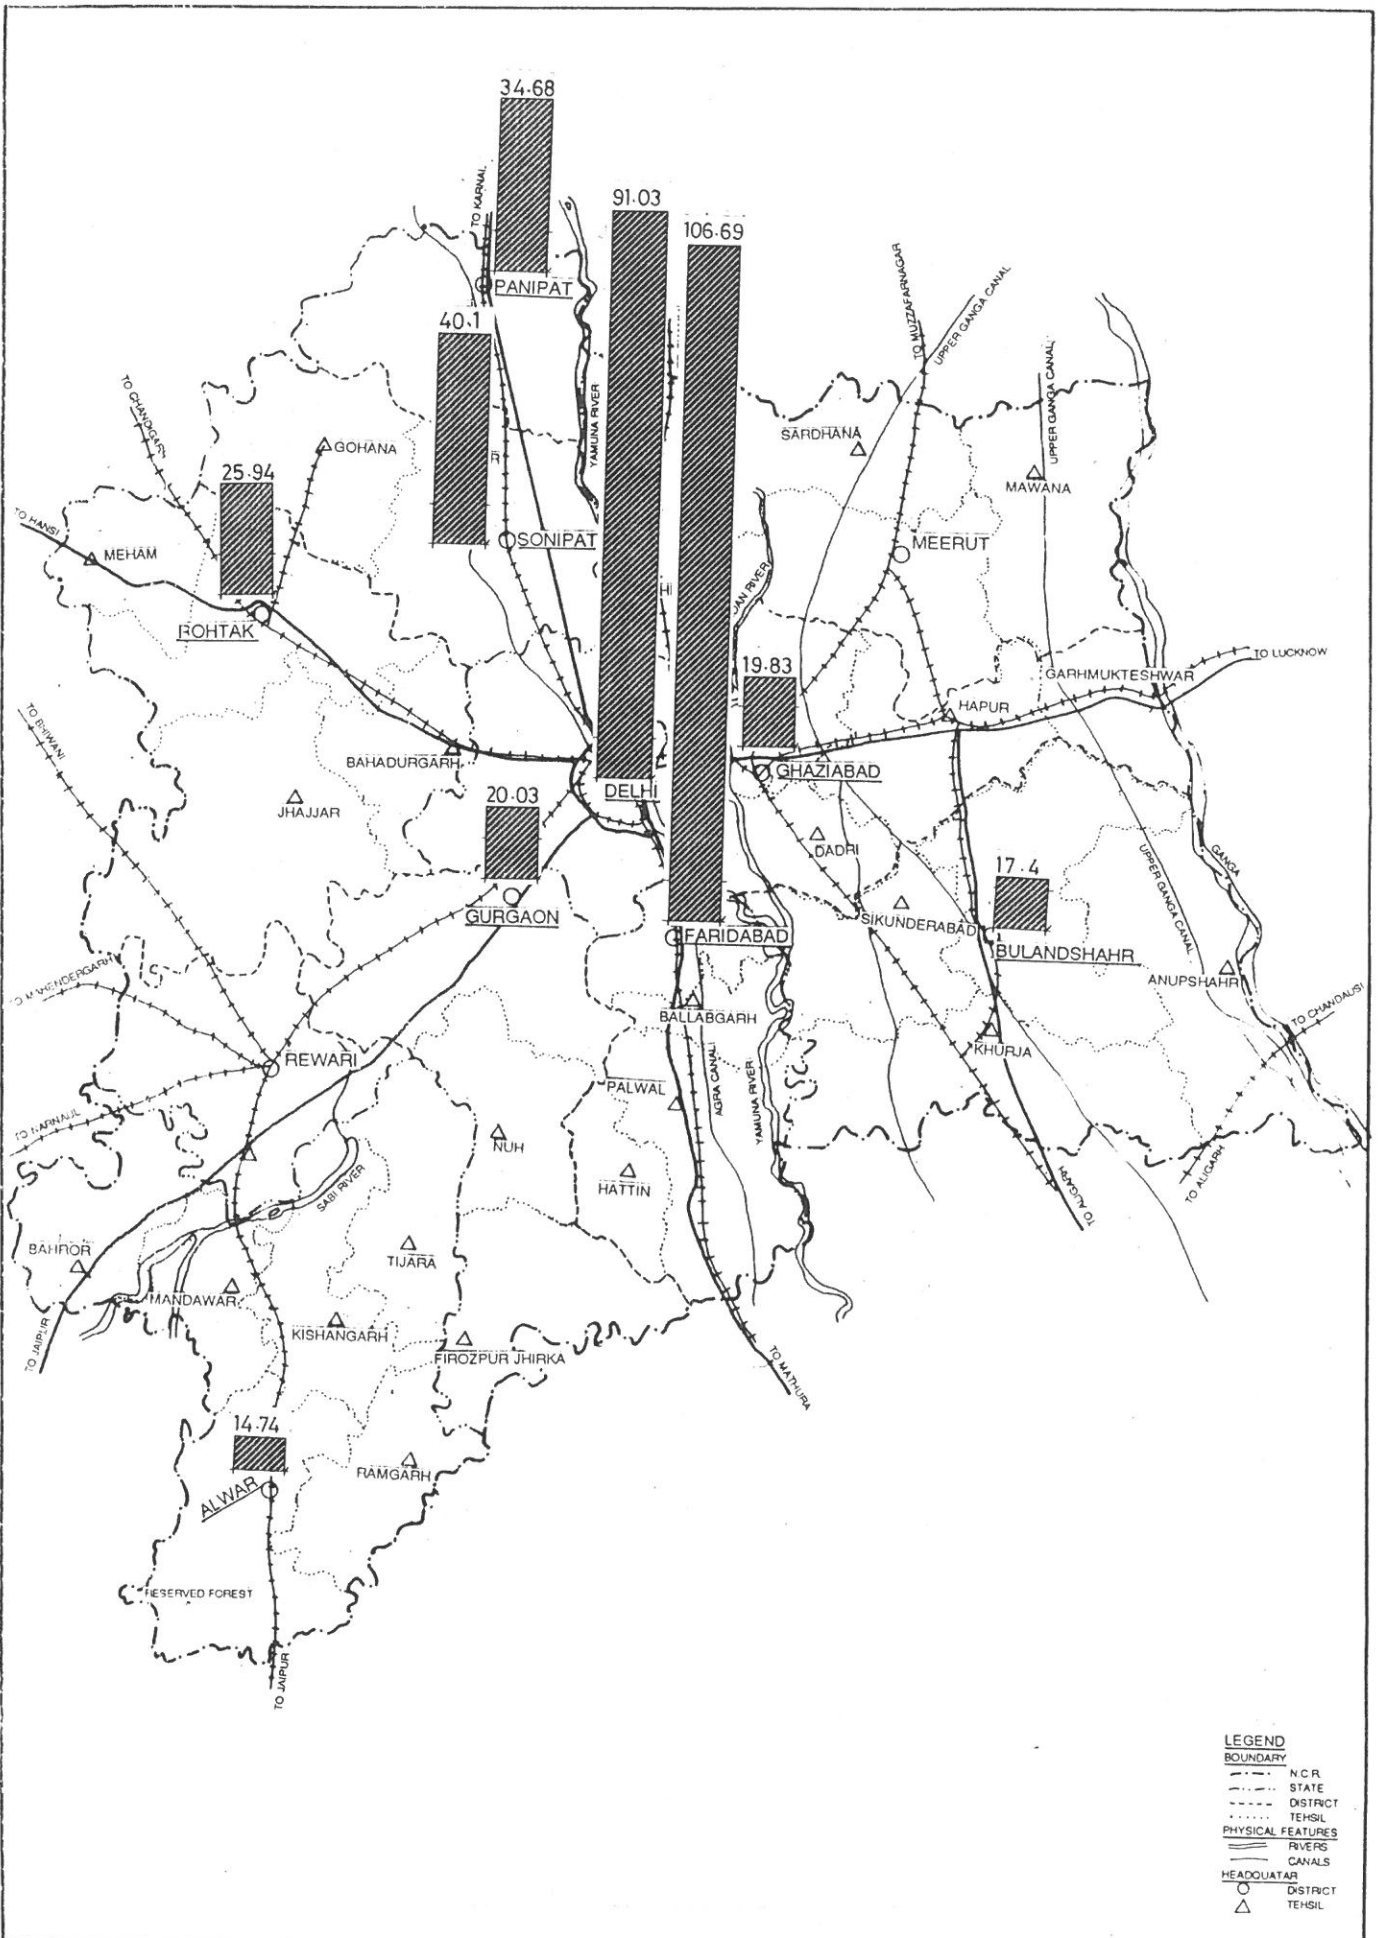 34.68
TO KARNAL
91.03
106.69
PANIPAT
40.1
TO MUZZAFARNAGAR
UPPER GANGA CANAL
UPPER GANGA CANAL
YAMUNA RIVER
TO CHANDIGARH
GOHANA
SARDHANA
MAWANA
25.94
R
TO HANSI
MEHAM
SONIPAT
MEERUT
HI
DAN RIVER
ROHTAK
19.83
GARHMUKTESHWAR
TO LUCKNOW
HAPUR
TO BHIWANI
BAHADURGARH
GHAZIABAD
DELHI
20.03
JHAJJAR
DADRI
UPPER GANGA CANAL
GANGA
17.4
GURGAON
SIKUNDERABAD
FARIDABAD
BULANDSHAHR
ANUPSHAHR
TO MAHENDERGARH
BALLABGARH
TO CHANDAUSI
KHURJA
REWARI
PALWAL
AGRA CANAL
YAMUNA RIVER
TO NARNAUL
NUH
HATTIN
SABI RIVER
TO ALIGARH
TO ALIGARH
BAHROR
TIJARA
MANDAWAR
KISHANGARH
FIROZPUR JHIRKA
TO JAIPUR
TO MATHURA
14.74
RAMGARH
ALWAR
RESERVED FOREST
TO JAIPUR
LEGEND
BOUNDARY
N.C.R.
STATE
DISTRICT
TEHSIL
PHYSICAL FEATURES
RIVERS
CANALS
HEADQUATAR
DISTRICT
TEHSIL